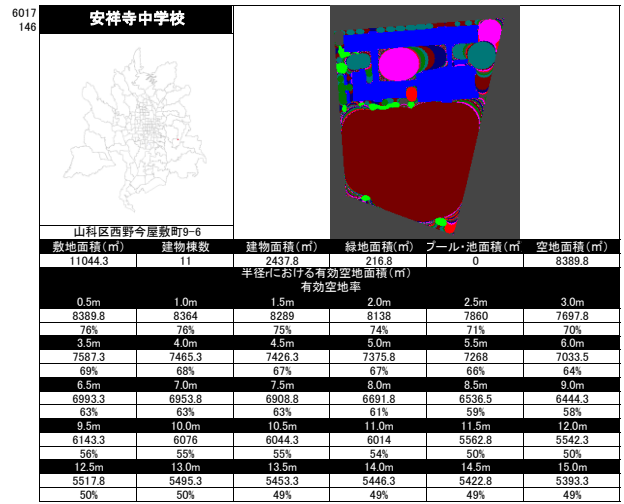 6017
146
安祥寺中学校
山科区西野今屋敷町9-6
敷地面積(㎡) 建物棟数 建物面積(㎡) 緑地面積(㎡) プール・池面積(㎡ 空地面積(㎡)
11044.3 11 2437.8 216.8 0 8389.8
半径rにおける有効空地面積(㎡)
有効空地率
0.5m 1.0m 1.5m 2.0m 2.5m 3.0m
8389.8 8364 8289 8138 7860 7697.8
76% 76% 75% 74% 71% 70%
3.5m 4.0m 4.5m 5.0m 5.5m 6.0m
7587.3 7465.3 7426.3 7375.8 7268 7033.5
69% 68% 67% 67% 66% 64%
6.5m 7.0m 7.5m 8.0m 8.5m 9.0m
6993.3 6953.8 6908.8 6691.8 6536.5 6444.3
63% 63% 63% 61% 59% 58%
9.5m 10.0m 10.5m 11.0m 11.5m 12.0m
6143.3 6076 6044.3 6014 5562.8 5542.3
56% 55% 55% 54% 50% 50%
12.5m 13.0m 13.5m 14.0m 14.5m 15.0m
5517.8 5495.3 5453.3 5446.3 5422.8 5393.3
50% 50% 49% 49% 49% 49%